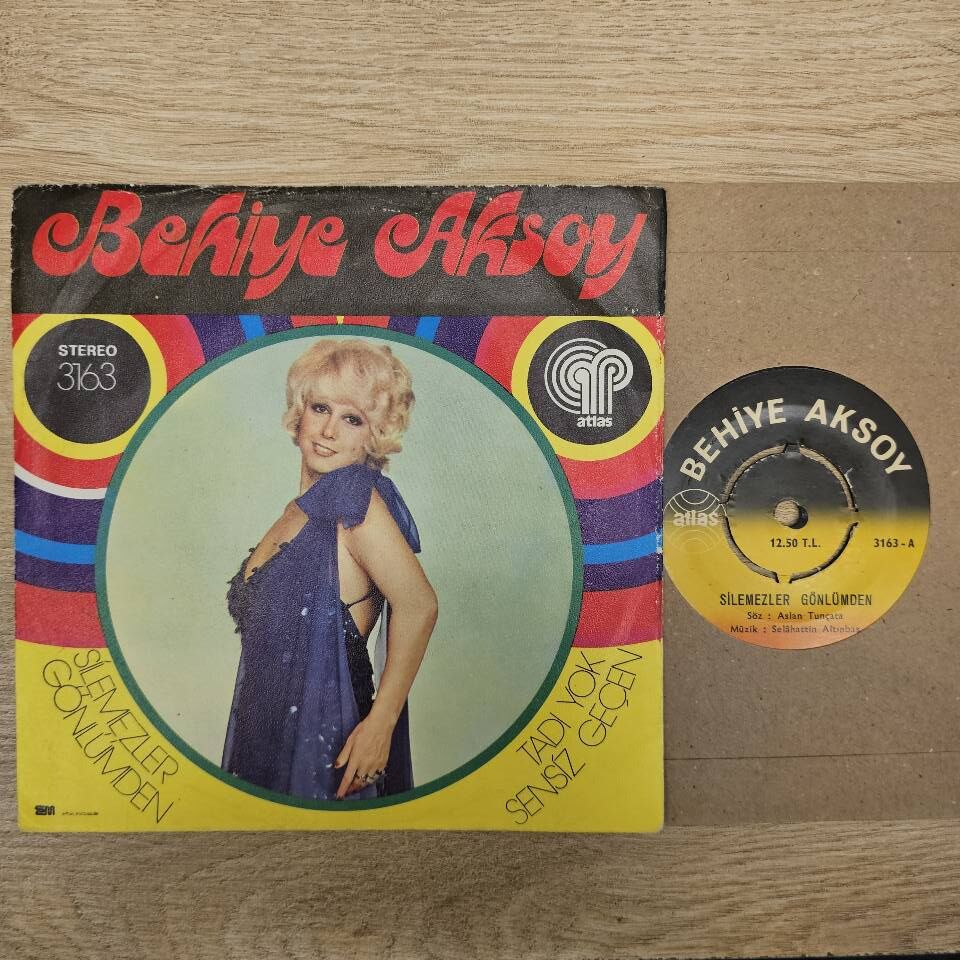 Behiye Aksoy
STEREO
3163
atlas
SİLEMEZLER
GÖNLÜMDEN
TADI YOK
SENSİZ GEÇEN
BEHİYE AKSOY
atlas
12.50 T.L.
3163-A
SİLEMEZLER GÖNLÜMDEN
Söz : Aslan Tunçata
Müzik : Selâhattin Altınbaş